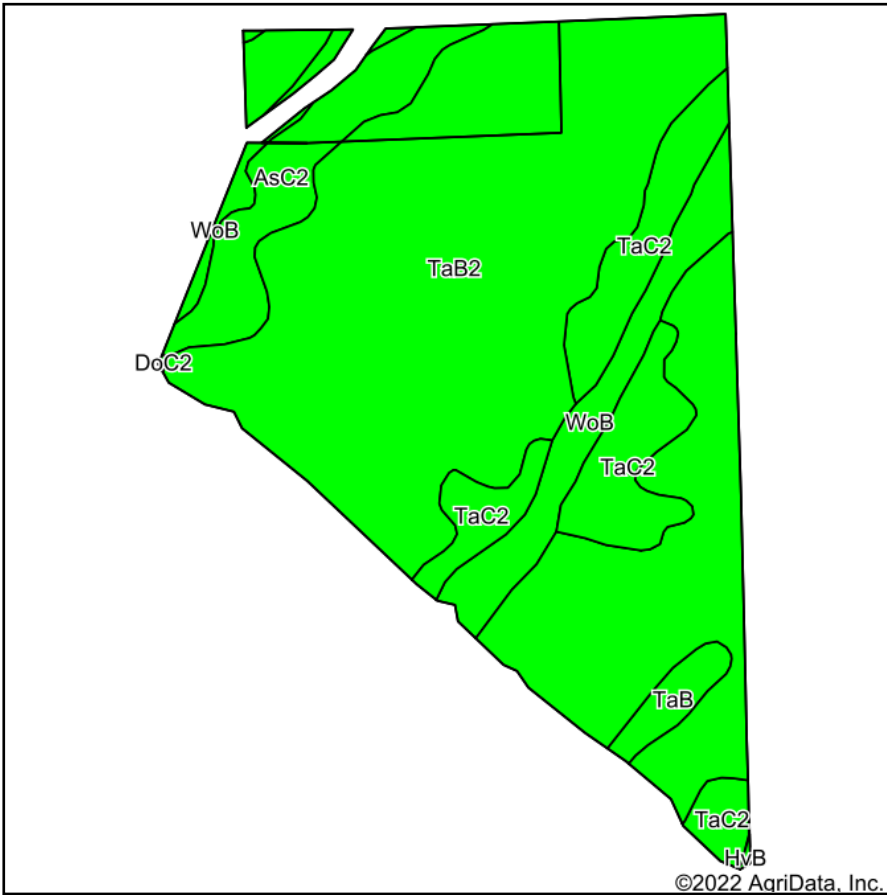 AsC2
WoB
TaC2
TaB2
DoC2
WoB
TaC2
TaC2
TaB
TaC2
HvB
©2022 AgriData, Inc.